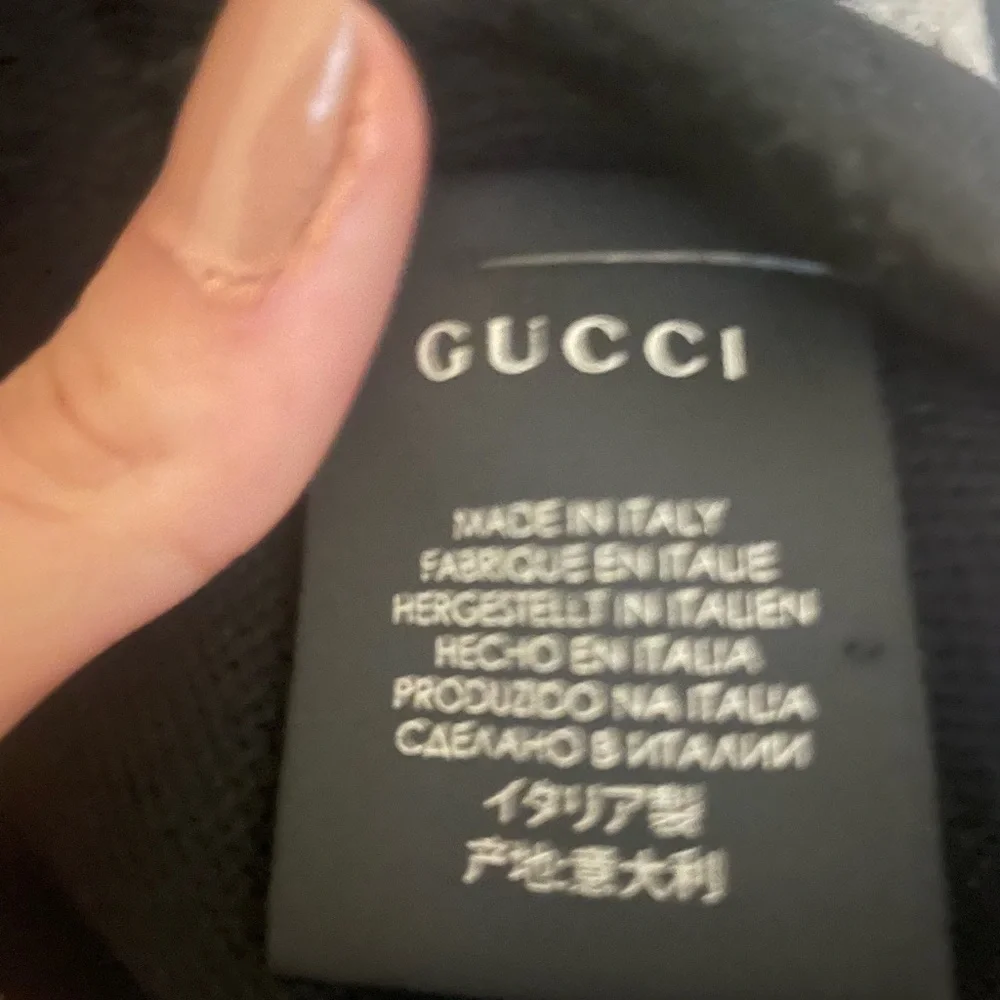 GUCCI
MADE IN ITALY
FABRIQUE EN ITALIE
HERGESTELLT IN ITALIEN
HECHO EN ITALIA
PRODUZIDO NA ITALIA
СДЕЛАНО В ИТАЛИИ
イタリア製
产地:意大利